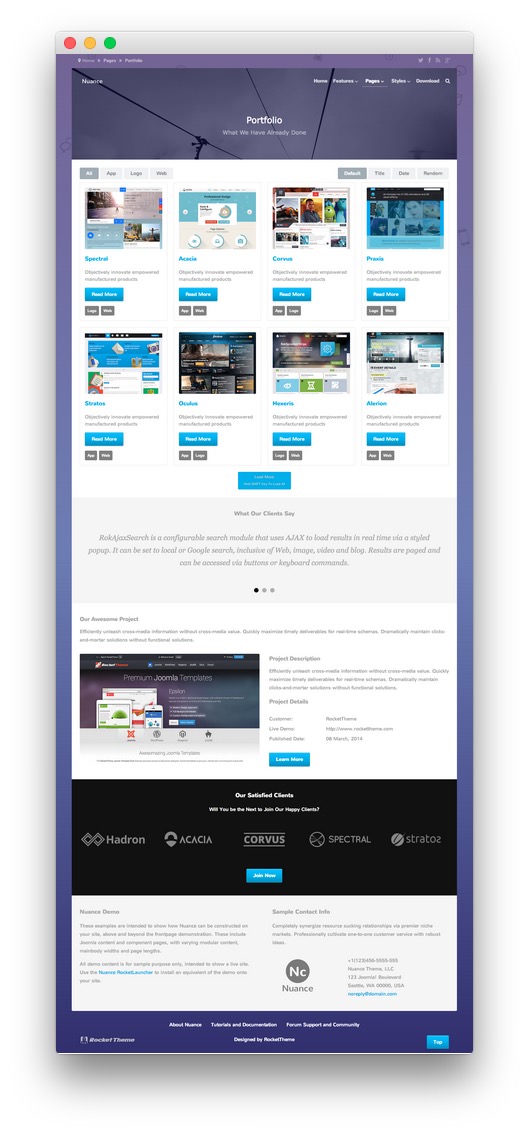 Home Pages Portfolio
Nuance
Home Features Pages Styles Download
Portfolio
What We Have Already Done
All App Logo Web
Default Title Date Random
Spectral Acacia Corvus Praxis
Objectively innovate empowered Objectively innovate empowered Objectively innovate empowered Objectively innovate empowered
manufactured products manufactured products manufactured products manufactured products
Read More Read More Read More Read More
Logo Web App Web App Logo Logo Web
Stratos Oculus Hexeris Alerion
Objectively innovate empowered Objectively innovate empowered Objectively innovate empowered Objectively innovate empowered
manufactured products manufactured products manufactured products manufactured products
Read More Read More Read More Read More
App Web App Logo App Web App Web
Load More
What Our Clients Say
RokAjaxSearch is a configurable search module that uses AJAX to load results in real time via a styled
popup. It can be set to local or Google search, inclusive of Web, image, video and blog. Results are paged and
can be accessed via buttons or keyboard commands.
Our Awesome Project
Efficiently unleash cross-media information without cross-media value. Quickly maximize timely deliverables for real-time schemas. Dramatically maintain clicks-
and-mortar solutions without functional solutions.
RocketTheme
Premium Joomla Templates
Epsilon
Awesmazing Joomla Templates
Project Description
Efficiently unleash cross-media information without cross-media value. Quickly
maximize timely deliverables for real-time schemas. Dramatically maintain
clicks-and-mortar solutions without functional solutions.
Project Details
Customer: RocketTheme
Live Demo: http://www.rockettheme.com
Published Date: 08 March, 2014
Learn More
Our Satisfied Clients
Will You be the Next to Join Our Happy Clients?
Hadron ACACIA CORVUS SPECTRAL stratos
Join Now
Nuance Demo
These examples are intended to show how Nuance can be constructed on
your site, above and beyond the frontpage demonstration. These include
Joomla content and component pages, with varying modular content,
mainbody widths and page lengths.
All demo content is for sample purpose only, intended to show a live site.
Use the Nuance RocketLauncher to install an equivalent of the demo onto
your site.
Sample Contact Info
Completely synergize resource sucking relationships via premier niche
markets. Professionally cultivate one-to-one customer service with robust
ideas.
Nc
Nuance
+1(123)456-5555-555
Nuance Theme, LLC
123 Joomla! Boulevard
Seattle, WA 00000, USA
noreply@domain.com
About Nuance Tutorials and Documentation Forum Support and Community
RocketTheme
Designed by RocketTheme
Top